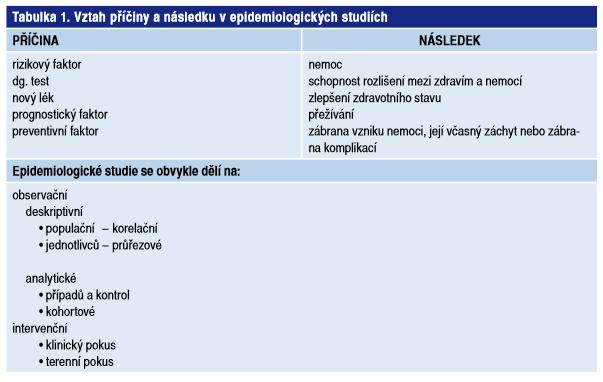 Tabulka 1. Vztah příčiny a následku v epidemiologických studiích
PŘÍČINA NÁSLEDEK
rizikový faktor nemoc
dg. test schopnost rozlišení mezi zdravím a nemocí
nový lék zlepšení zdravotního stavu
prognostický faktor přežívání
preventivní faktor zábrana vzniku nemoci, její včasný záchyt nebo zábra-
na komplikací
Epidemiologické studie se obvykle dělí na:
observační
deskriptivní
• populační – korelační
• jednotlivců – průřezové
analytické
• případů a kontrol
• kohortové
intervenční
• klinický pokus
• terenní pokus